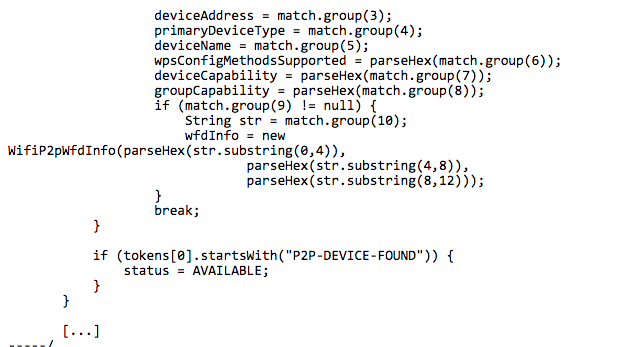 deviceAddress = match.group(3);
primaryDeviceType = match.group(4);
deviceName = match.group(5);
wpsConfigMethodsSupported = parseHex(match.group(6));
deviceCapability = parseHex(match.group(7));
groupCapability = parseHex(match.group(8));
if (match.group(9) != null) {
String str = match.group(10);
wfdInfo = new
WifiP2pWfdInfo(parseHex(str.substring(0,4)),
parseHex(str.substring(4,8)),
parseHex(str.substring(8,12)));
}
break;
}
if (tokens[0].startsWith("P2P-DEVICE-FOUND")) {
status = AVAILABLE;
}
}
[...]
-----/